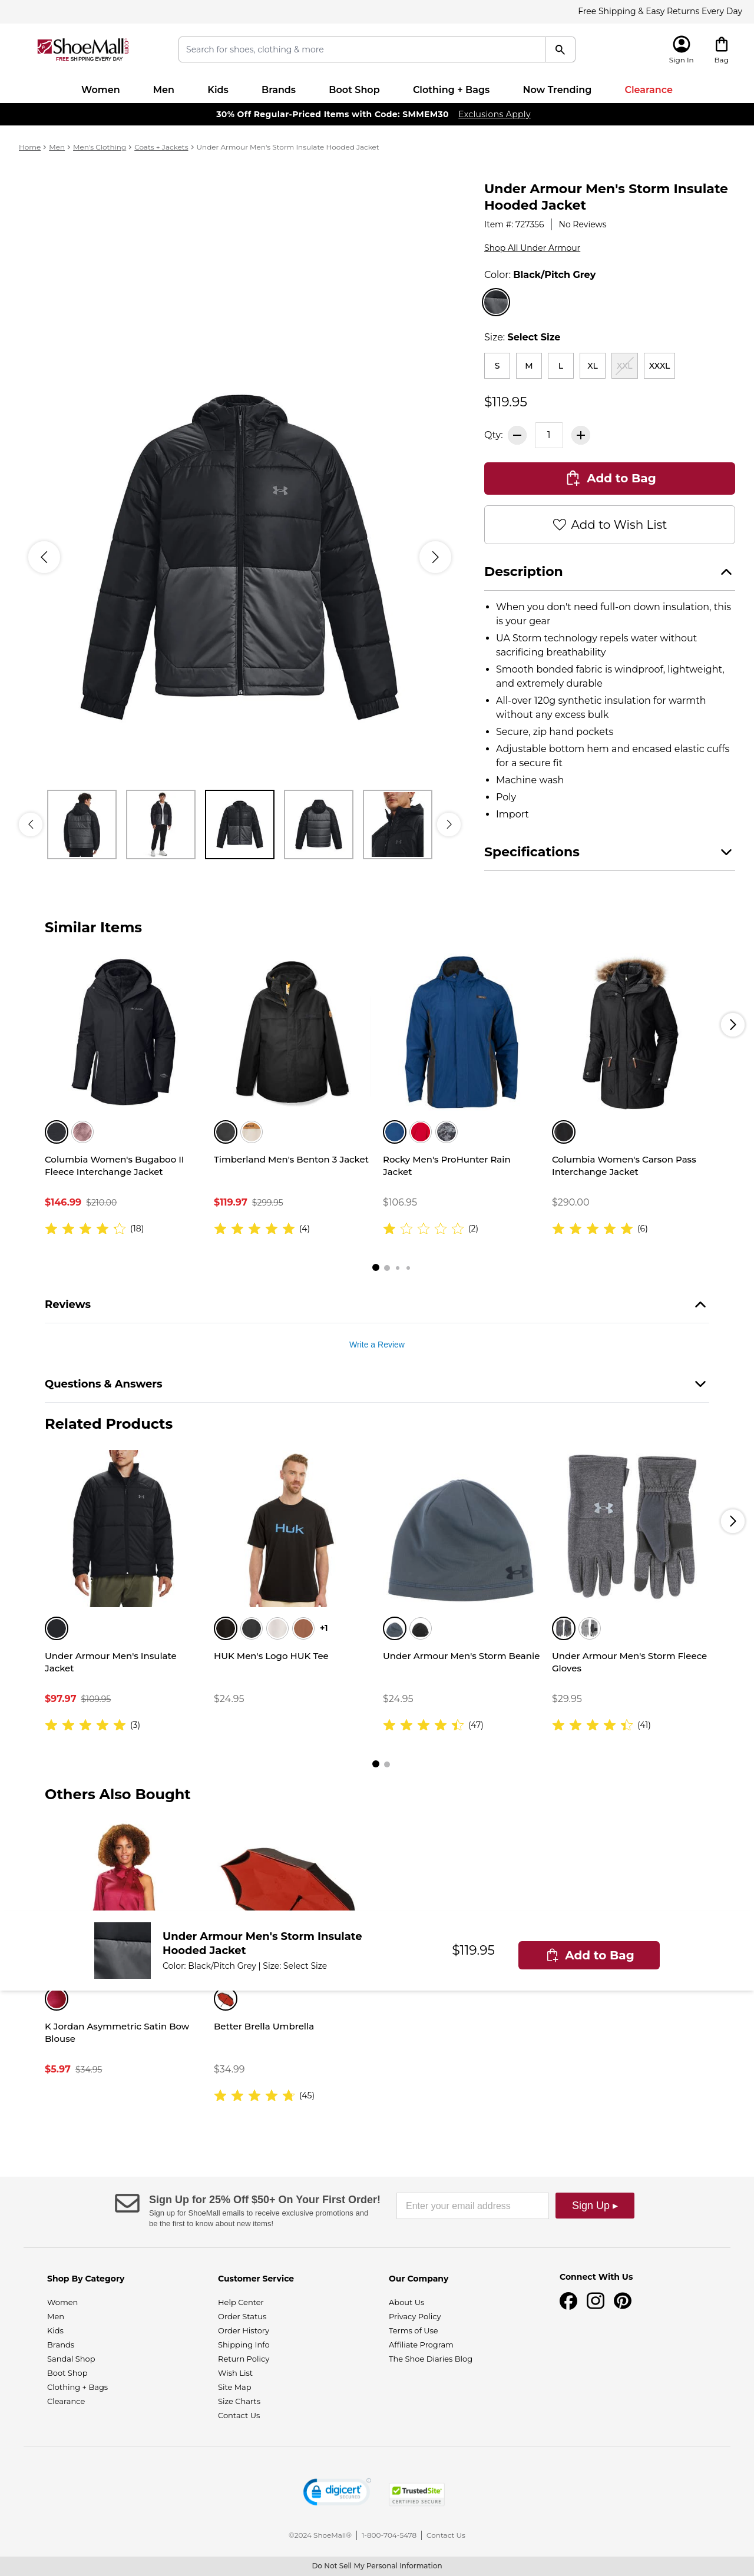 Free Shipping & Easy Returns Every Day
ShoeMall.com
FREE SHIPPING EVERY DAY
Search for shoes, clothing & more
Sign In
Bag
Women
Men
Kids
Brands
Boot Shop
Clothing + Bags
Now Trending
Clearance
30% Off Regular-Priced Items with Code: SMMEM30 Exclusions Apply
Home > Men > Men's Clothing > Coats + Jackets > Under Armour Men's Storm Insulate Hooded Jacket
Under Armour Men's Storm Insulate
Hooded Jacket
Item #: 727356 | No Reviews
Shop All Under Armour
Color: Black/Pitch Grey
Size: Select Size
S M L XL XXL XXXL
$119.95
Qty: 1
Add to Bag
Add to Wish List
Description
• When you don't need full-on down insulation, this
is your gear
• UA Storm technology repels water without
sacrificing breathability
• Smooth bonded fabric is windproof, lightweight,
and extremely durable
• All-over 120g synthetic insulation for warmth
without any excess bulk
• Secure, zip hand pockets
• Adjustable bottom hem and encased elastic cuffs
for a secure fit
• Machine wash
• Poly
• Import
Specifications
Similar Items
Columbia Women's Bugaboo II
Fleece Interchange Jacket
$146.99 $210.00
(18)
Timberland Men's Benton 3 Jacket
$119.97 $299.95
(4)
Rocky Men's ProHunter Rain
Jacket
$106.95
(2)
Columbia Women's Carson Pass
Interchange Jacket
$290.00
(6)
Reviews
Write a Review
Questions & Answers
Related Products
Under Armour Men's Insulate
Jacket
$97.97 $109.95
(3)
Huk
+1
HUK Men's Logo HUK Tee
$24.95
Under Armour Men's Storm Beanie
$24.95
(47)
Under Armour Men's Storm Fleece
Gloves
$29.95
(41)
Others Also Bought
Under Armour Men's Storm Insulate
Hooded Jacket
Color: Black/Pitch Grey | Size: Select Size
$119.95
Add to Bag
K Jordan Asymmetric Satin Bow
Blouse
$5.97 $34.95
Better Brella Umbrella
$34.99
(45)
Sign Up for 25% Off $50+ On Your First Order!
Sign up for ShoeMall emails to receive exclusive promotions and
be the first to know about new items!
Enter your email address
Sign Up ▸
Shop By Category
Women
Men
Kids
Brands
Sandal Shop
Boot Shop
Clothing + Bags
Clearance
Customer Service
Help Center
Order Status
Order History
Shipping Info
Return Policy
Wish List
Site Map
Size Charts
Contact Us
Our Company
About Us
Privacy Policy
Terms of Use
Affiliate Program
The Shoe Diaries Blog
Connect With Us
digicert
SECURED
TrustedSite
CERTIFIED SECURE
©2024 ShoeMall® | 1-800-704-5478 | Contact Us
Do Not Sell My Personal Information